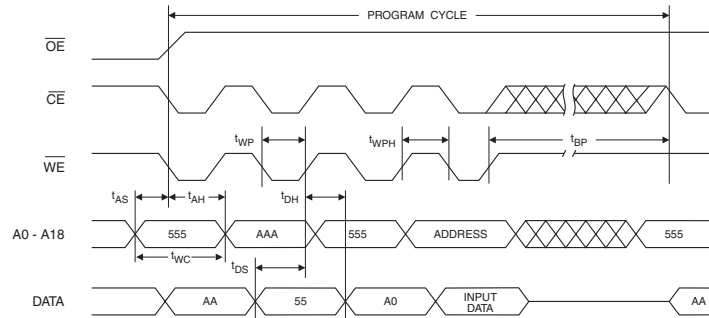 PROGRAM CYCLE
OE
CE
tWP
tWPH
tBP
WE
tAS
tAH
tDH
A0 - A18
555
AAA
555
ADDRESS
555
tWC
tDS
DATA
AA
55
A0
INPUT
DATA
AA